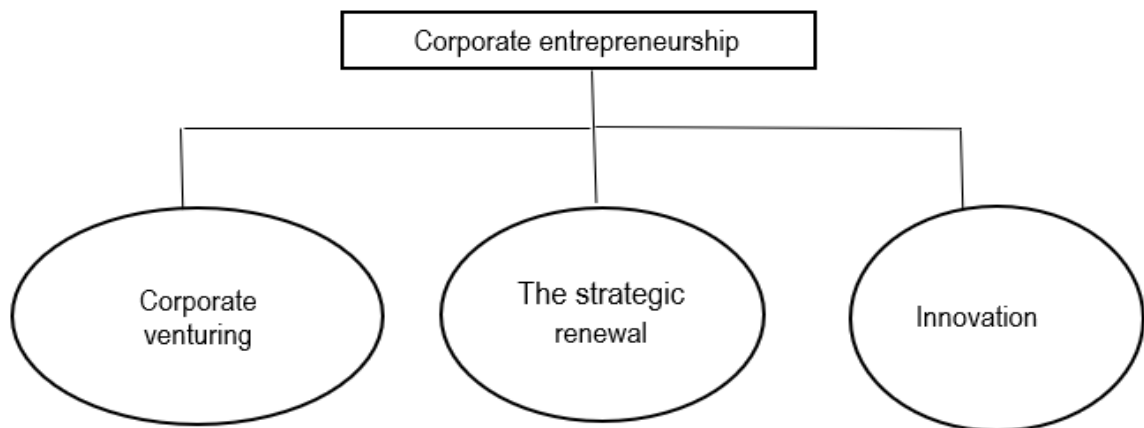 Corporate entrepreneurship
Corporate
venturing
The strategic
renewal
Innovation